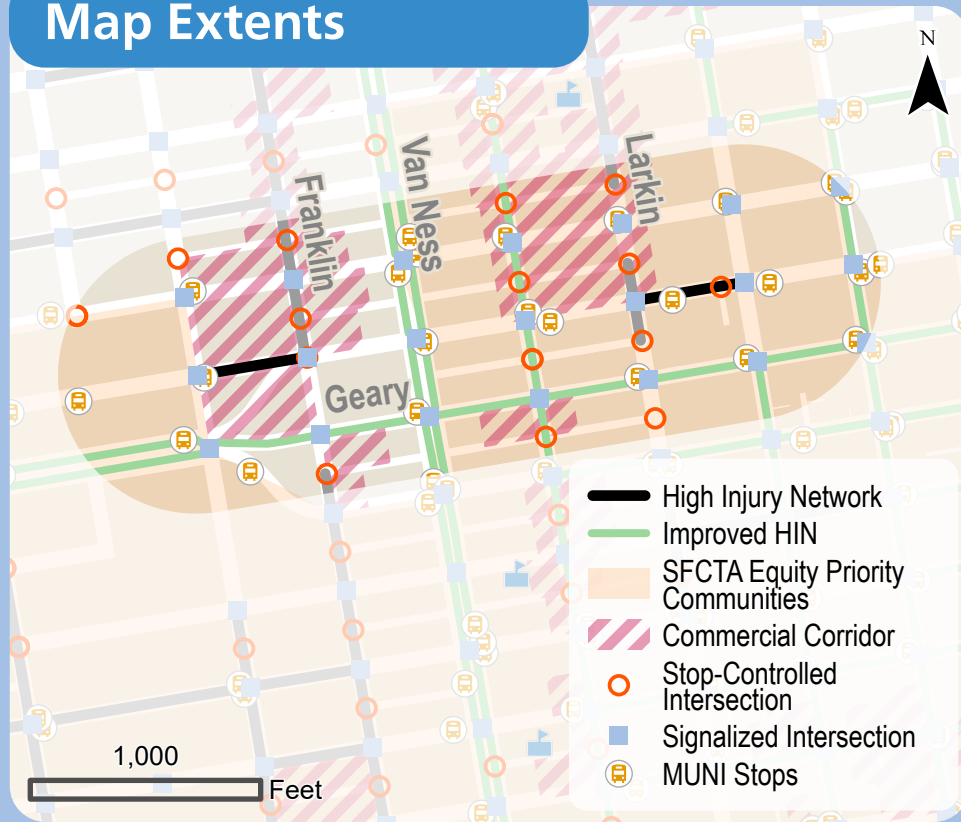 Map Extents
N
Van Ness
Larkin
Franklin
Geary
High Injury Network
Improved HIN
SFCTA Equity Priority
Communities
Commercial Corridor
Stop-Controlled
Intersection
Signalized Intersection
MUNI Stops
1,000
Feet